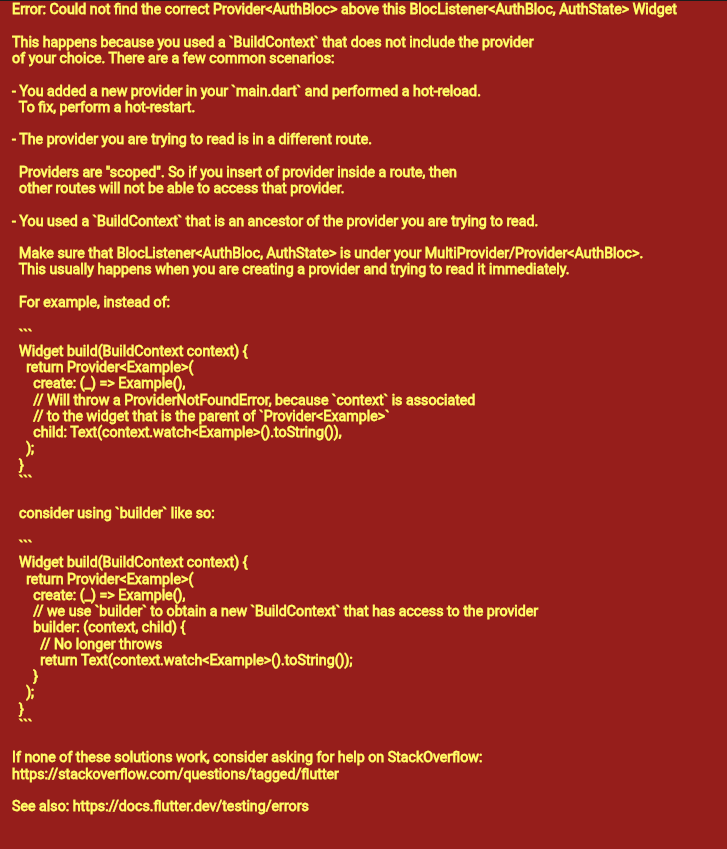 Error: Could not find the correct Provider<AuthBloc> above this BlocListener<AuthBloc, AuthState> Widget
This happens because you used a `BuildContext` that does not include the provider
of your choice. There are a few common scenarios:
- You added a new provider in your `main.dart` and performed a hot-reload.
To fix, perform a hot-restart.
- The provider you are trying to read is in a different route.
Providers are "scoped". So if you insert of provider inside a route, then
other routes will not be able to access that provider.
- You used a `BuildContext` that is an ancestor of the provider you are trying to read.
Make sure that BlocListener<AuthBloc, AuthState> is under your MultiProvider/Provider<AuthBloc>.
This usually happens when you are creating a provider and trying to read it immediately.
For example, instead of:
```
Widget build(BuildContext context) {
return Provider<Example>(
create: (_) => Example(),
// Will throw a ProviderNotFoundError, because `context` is associated
// to the widget that is the parent of `Provider<Example>`
child: Text(context.watch<Example>().toString()),
);
}
```
consider using `builder` like so:
```
Widget build(BuildContext context) {
return Provider<Example>(
create: (_) => Example(),
// we use `builder` to obtain a new `BuildContext` that has access to the provider
builder: (context, child) {
// No longer throws
return Text(context.watch<Example>().toString());
}
);
}
```
If none of these solutions work, consider asking for help on StackOverflow:
https://stackoverflow.com/questions/tagged/flutter
See also: https://docs.flutter.dev/testing/errors